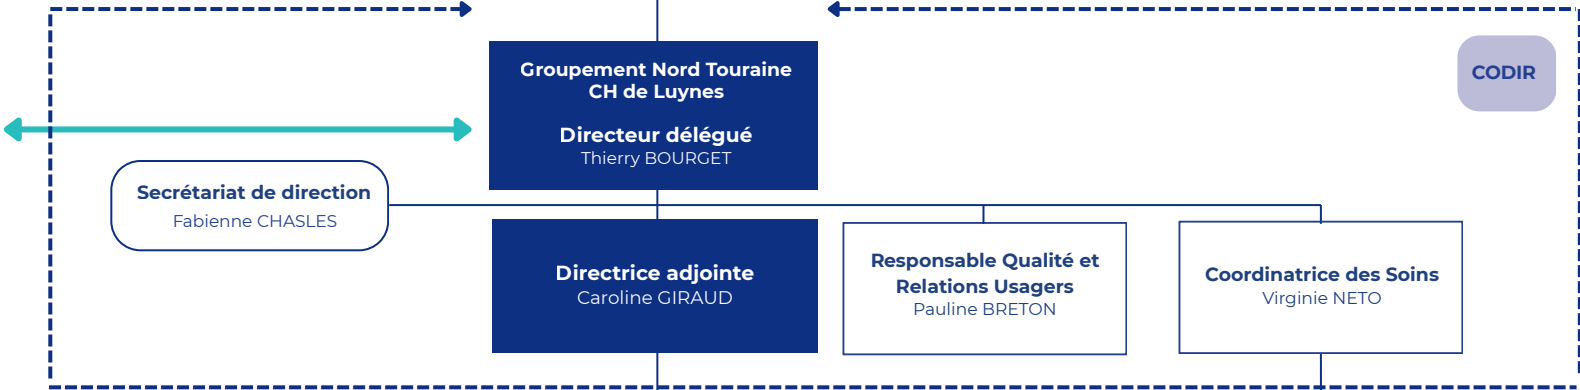 CODIR
Groupement Nord Touraine
CH de Luynes
Directeur délégué
Thierry BOURGET
Secrétariat de direction
Fabienne CHASLES
Directrice adjointe
Caroline GIRAUD
Responsable Qualité et
Relations Usagers
Pauline BRETON
Coordinatrice des Soins
Virginie NETO